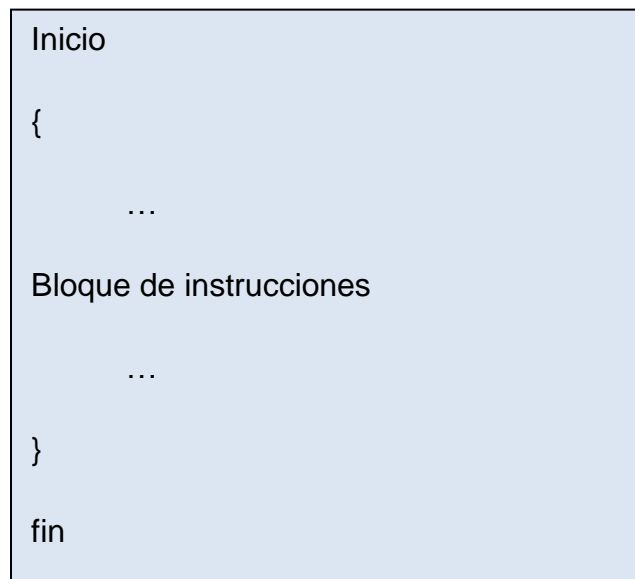 Inicio
{
…
Bloque de instrucciones
…
}
fin